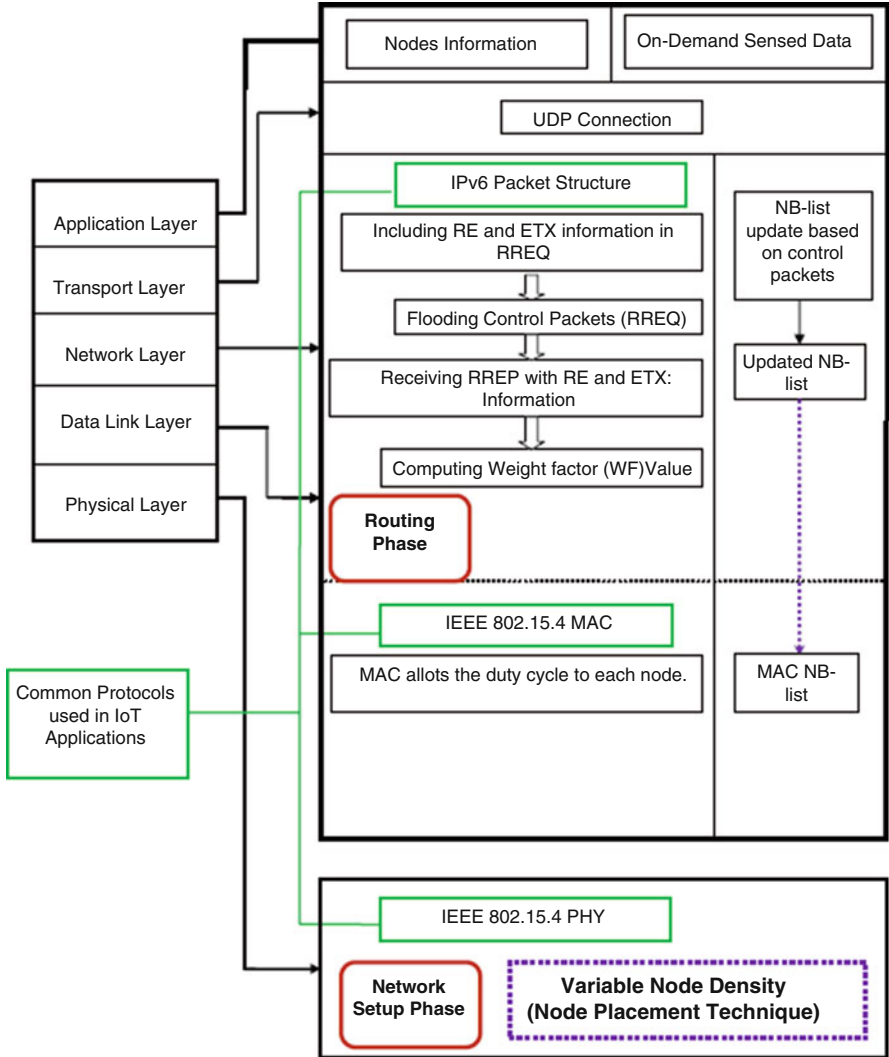 Nodes Information
On-Demand Sensed Data
UDP Connection
Application Layer
Transport Layer
Network Layer
Data Link Layer
Physical Layer
IPv6 Packet Structure
Including RE and ETX information in
RREQ
Flooding Control Packets (RREQ)
Receiving RREP with RE and ETX:
Information
Computing Weight factor (WF)Value
Routing
Phase
NB-list
update based
on control
packets
Updated NB-
list
IEEE 802.15.4 MAC
MAC allots the duty cycle to each node.
MAC NB-
list
Common Protocols
used in IoT
Applications
IEEE 802.15.4 PHY
Network
Setup Phase
Variable Node Density
(Node Placement Technique)